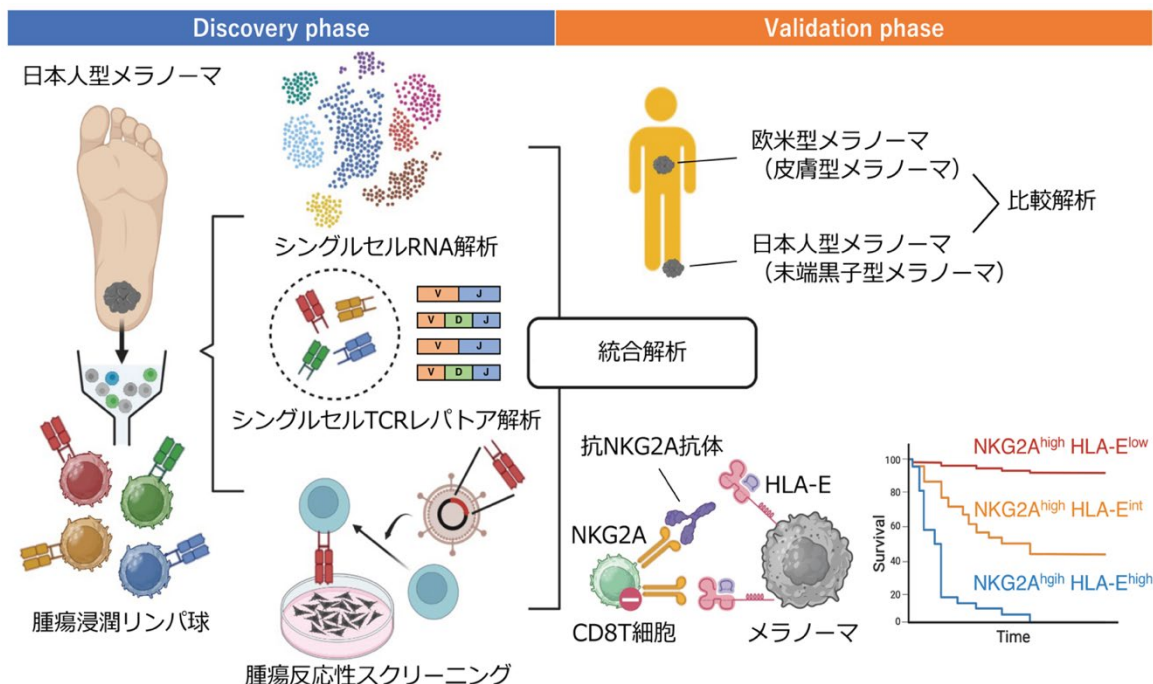 Discovery phase
Validation phase
日本人型メラノーマ
シングルセルRNA解析
V J
V D J
V J
V D J
シングルセルTCRレパトア解析
腫瘍浸潤リンパ球
腫瘍反応性スクリーニング
統合解析
欧米型メラノーマ
（皮膚型メラノーマ）
比較解析
日本人型メラノーマ
（末端黒子型メラノーマ）
抗NKG2A抗体
HLA-E
NKG2A
CD8T細胞
メラノーマ
NKG2Ahigh HLA-Elow
NKG2Ahigh HLA-Eint
NKG2Ahgih HLA-Ehigh
Survival
100
80
60
40
20
0
Time